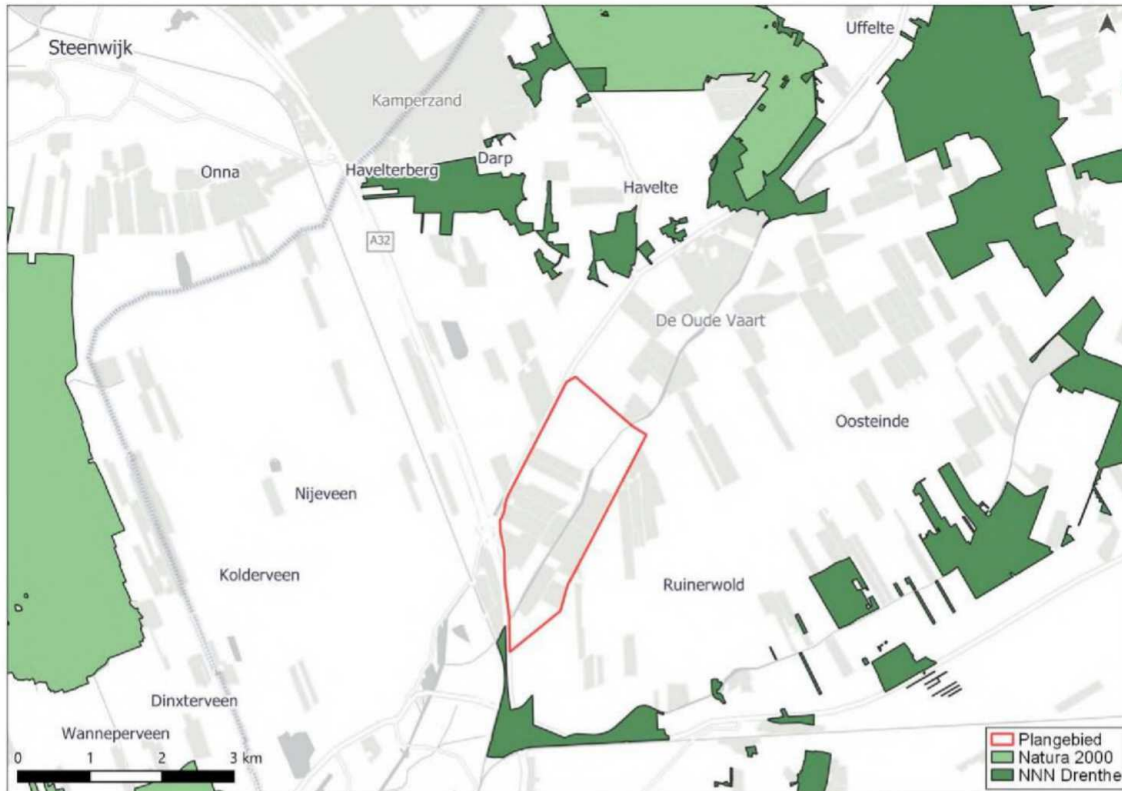 Uffelte
Steenwijk
Kamperzand
Darp
Onna
Havelterberg
Havelte
A32
De Oude Vaart
Oosteinde
Nijeveen
Kolderveen
Ruinerwold
Dinxterveen
Wanneperveen
0 1 2 3 km
Plangebied
Natura 2000
NNN Drenthe